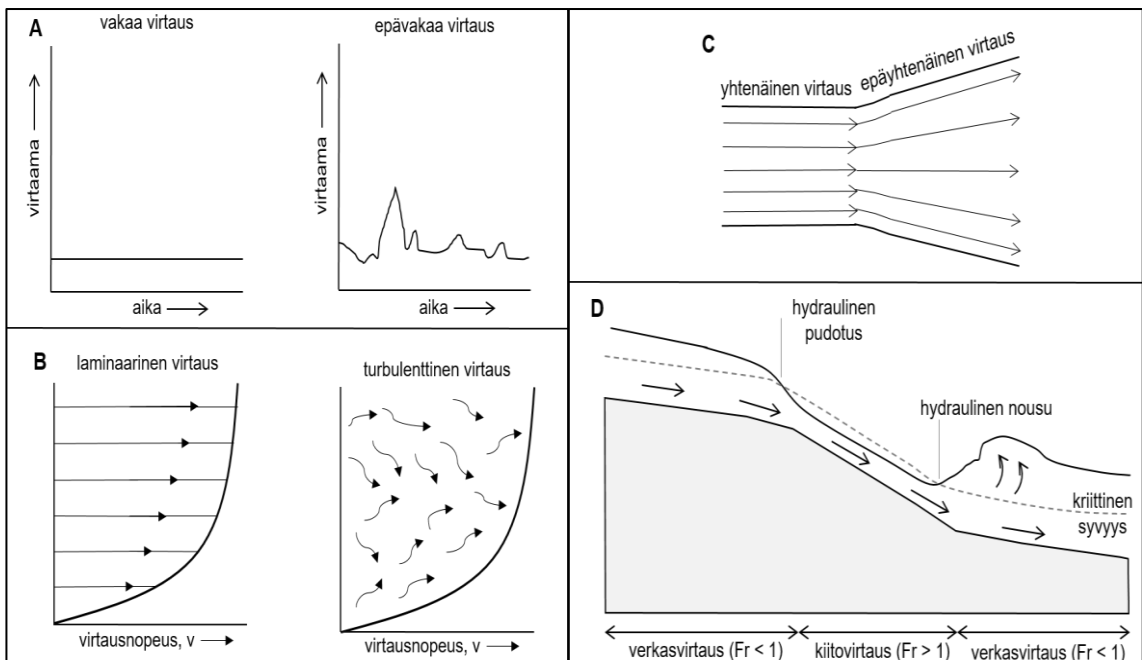 A
vakaa virtaus
epävakaa virtaus
virtaama
virtaama
aika
aika
B
laminaarinen virtaus
turbulenttinen virtaus
virtausnopeus, v
virtausnopeus, v
C
yhtenäinen virtaus
epäyhtenäinen virtaus
D
hydraulinen
pudotus
hydraulinen nousu
kriittinen
syvyys
verkasvirtaus (Fr < 1)
kiitovirtaus (Fr > 1)
verkasvirtaus (Fr < 1)